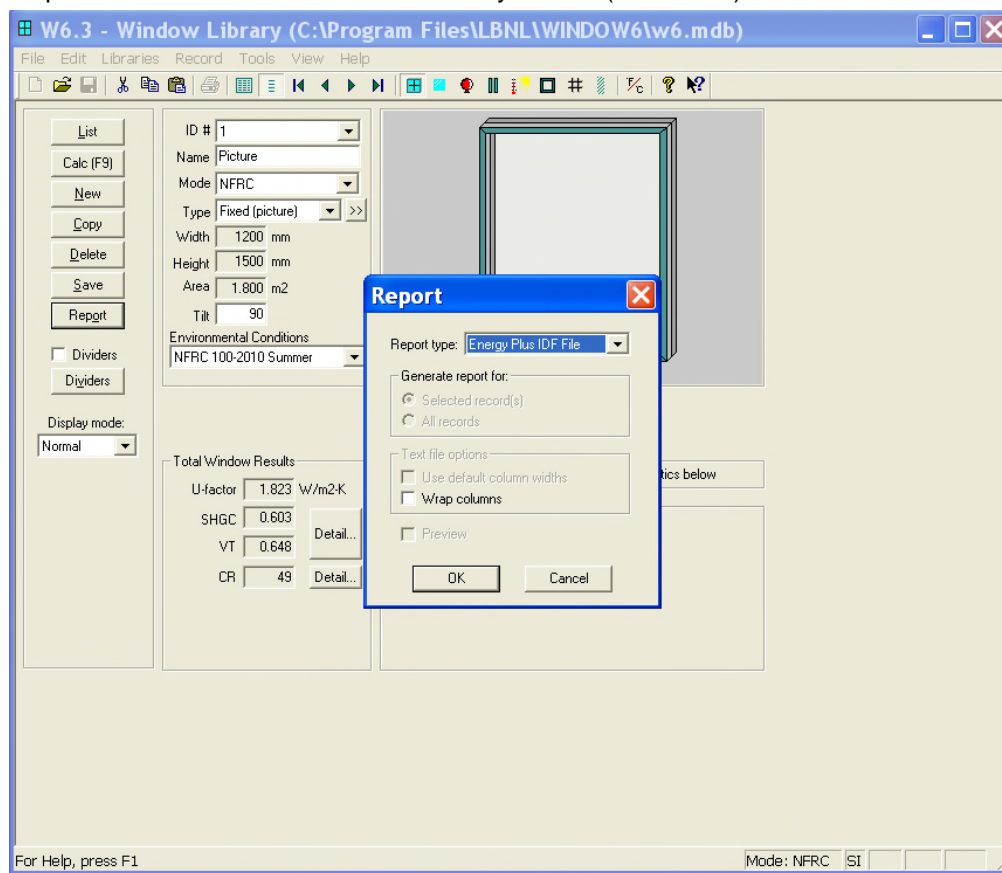 W6.3 - Window Library (C:\Program Files\LBNL\WINDOW6\w6.mdb)
File Edit Libraries Record Tools View Help
List
Calc (F9)
New
Copy
Delete
Save
Report
Dividers
Dividers
Display mode:
Normal
ID # 1
Name Picture
Mode NFRC
Type Fixed (picture) >>
Width 1200 mm
Height 1500 mm
Area 1.800 m2
Tilt 90
Environmental Conditions
NFRC 100-2010 Summer
Total Window Results
U-factor 1.823 W/m2-K
SHGC 0.603
VT 0.648
Detail...
CR 49 Detail...
tics below
Report
Report type: Energy Plus IDF File
Generate report for:
Selected record(s)
All records
Text file options
Use default column widths
Wrap columns
Preview
OK Cancel
For Help, press F1
Mode: NFRC SI